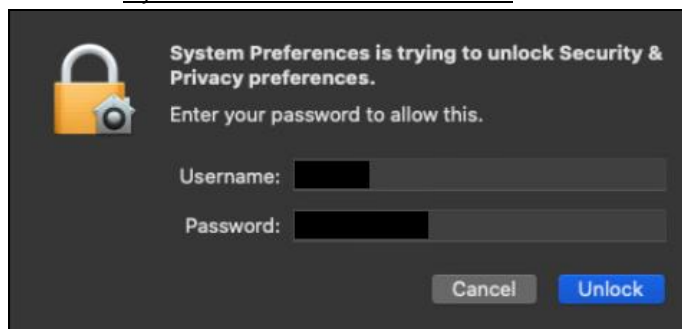 System Preferences is trying to unlock Security &
Privacy preferences.
Enter your password to allow this.
Username:
Password:
Cancel Unlock